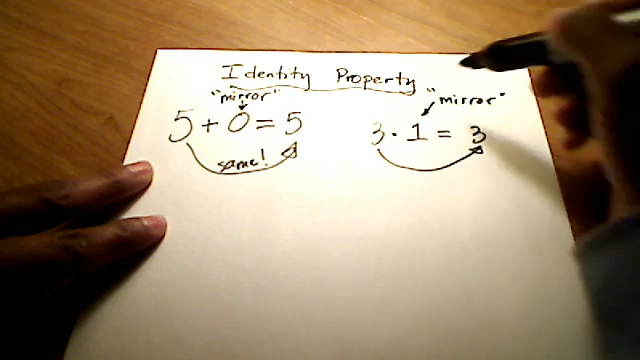 Identity Property
"mirror"
5 + 0 = 5
same!
"mirror"
3 · 1 = 3